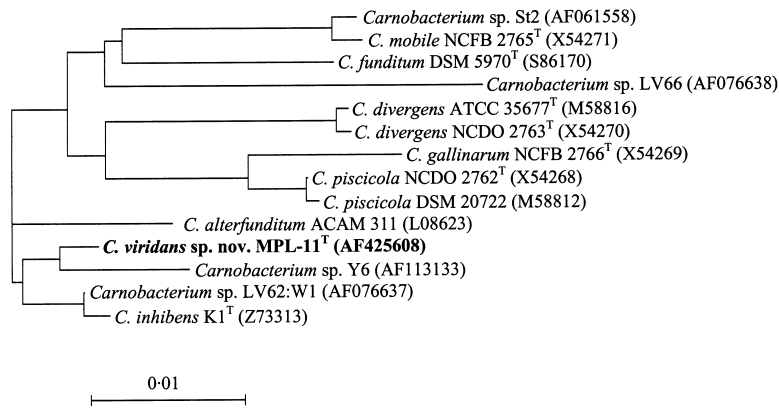 Carnobacterium sp. St2 (AF061558)
C. mobile NCFB 2765T (X54271)
C. funditum DSM 5970T (S86170)
Carnobacterium sp. LV66 (AF076638)
C. divergens ATCC 35677T (M58816)
C. divergens NCDO 2763T (X54270)
C. gallinarum NCFB 2766T (X54269)
C. piscicola NCDO 2762T (X54268)
C. piscicola DSM 20722 (M58812)
C. alterfunditum ACAM 311 (L08623)
C. viridans sp. nov. MPL-11T (AF425608)
Carnobacterium sp. Y6 (AF113133)
Carnobacterium sp. LV62:W1 (AF076637)
C. inhibens K1T (Z73313)
0·01